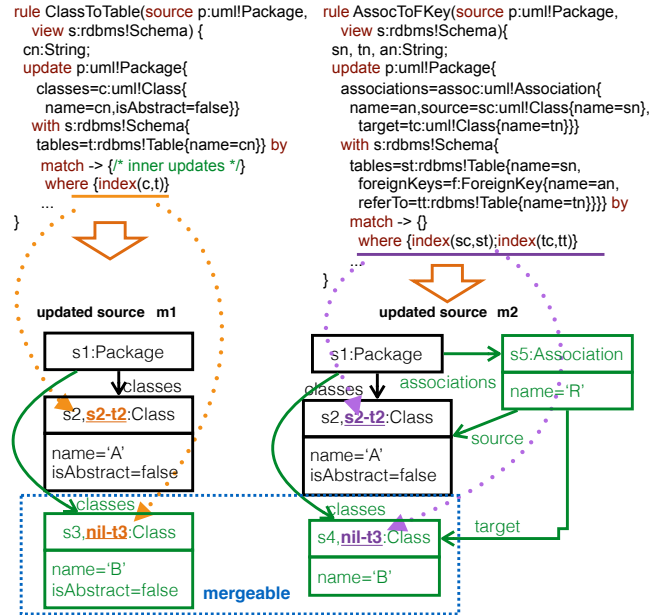 rule ClassToTable(source p:uml!Package,
view s:rdbms!Schema) {
cn:String;
update p:uml!Package{
classes=c:uml!Class{
name=cn,isAbstract=false}}
with s:rdbms!Schema{
tables=t:rdbms!Table{name=cn}} by
match -> {/* inner updates */}
where {index(c,t)}
...
}
rule AssocToFKey(source p:uml!Package,
view s:rdbms!Schema){
sn, tn, an:String;
update p:uml!Package{
associations=assoc:uml!Association{
name=an,source=sc:uml!Class{name=sn},
target=tc:uml!Class{name=tn}}}
with s:rdbms!Schema{
tables=st:rdbms!Table{name=sn,
foreignKeys=f:ForeignKey{name=an,
referTo=tt:rdbms!Table{name=tn}}}} by
match -> {}
where {index(sc,st);index(tc,tt)}
...
}
updated source m1
s1:Package
classes
s2,s2-t2:Class
name='A'
isAbstract=false
classes
s3,nil-t3:Class
name='B'
isAbstract=false
mergeable
updated source m2
s1:Package
s5:Association
classes
associations
name='R'
s2,s2-t2:Class
source
name='A'
isAbstract=false
classes
s4,nil-t3:Class
target
name='B'